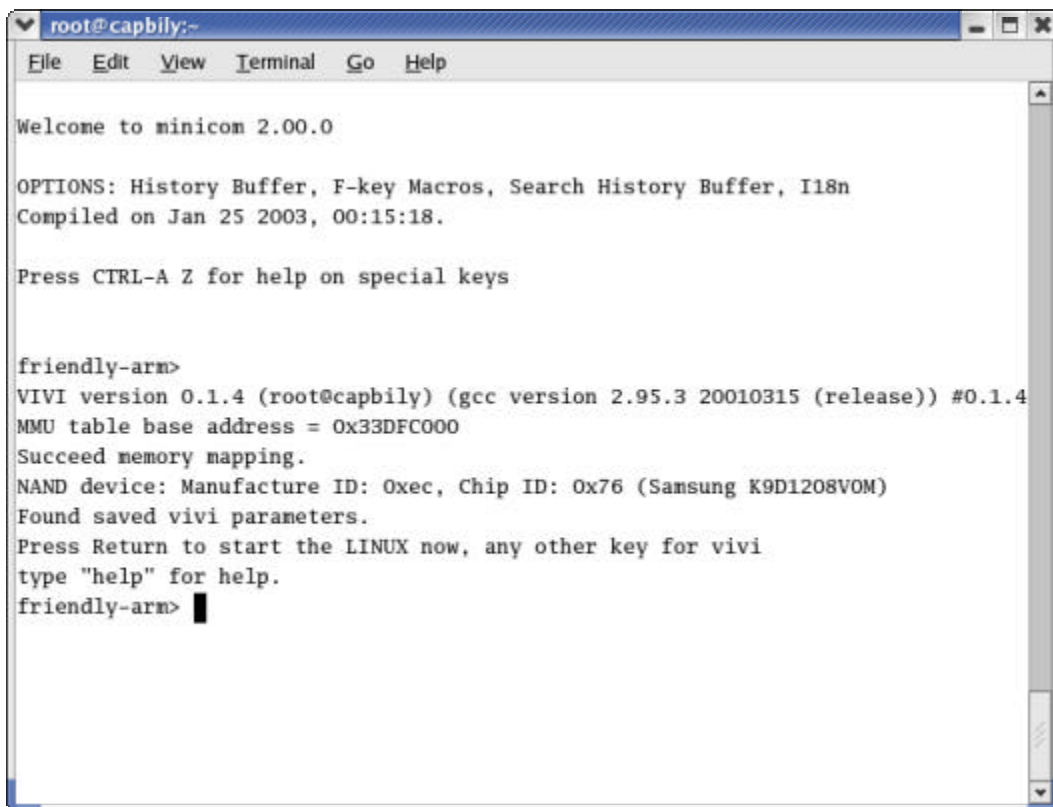 root@capbily:~
File Edit View Terminal Go Help
Welcome to minicom 2.00.0
OPTIONS: History Buffer, F-key Macros, Search History Buffer, I18n
Compiled on Jan 25 2003, 00:15:18.
Press CTRL-A Z for help on special keys
friendly-arm>
VIVI version 0.1.4 (root@capbily) (gcc version 2.95.3 20010315 (release)) #0.1.4
MMU table base address = 0x33DFC000
Succeed memory mapping.
NAND device: Manufacture ID: 0xec, Chip ID: 0x76 (Samsung K9D1208V0M)
Found saved vivi parameters.
Press Return to start the LINUX now, any other key for vivi
type "help" for help.
friendly-arm>